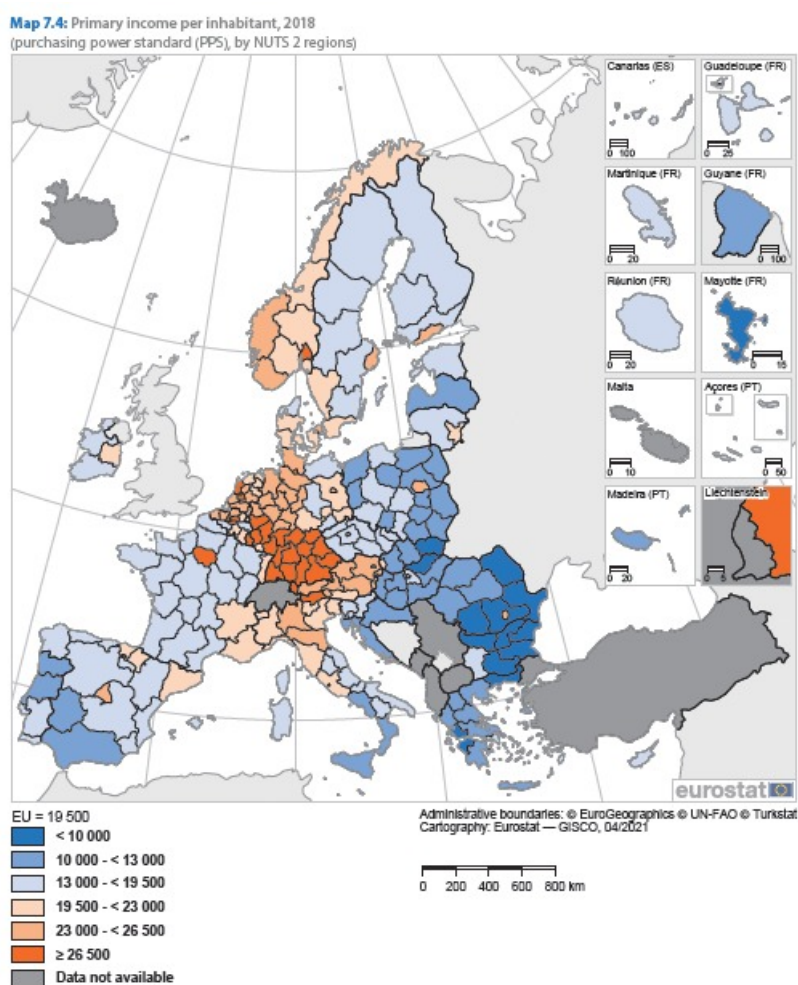 Map 7.4: Primary income per inhabitant, 2018
(purchasing power standard (PPS), by NUTS 2 regions)
Canarias (ES)
0 100
Guadeloupe (FR)
0 25
Martinique (FR)
0 20
Guyane (FR)
0 100
Réunion (FR)
0 20
Mayotte (FR)
0 15
Malta
0 10
Açores (PT)
0 50
Madeira (PT)
0 20
Liechtenstein
0 5
eurostat
EU = 19 500
< 10 000
10 000 - < 13 000
13 000 - < 19 500
19 500 - < 23 000
23 000 - < 26 500
≥ 26 500
Data not available
Administrative boundaries: © EuroGeographics © UN-FAO © Turkstat
Cartography: Eurostat — GISCO, 04/2021
0 200 400 600 800 km